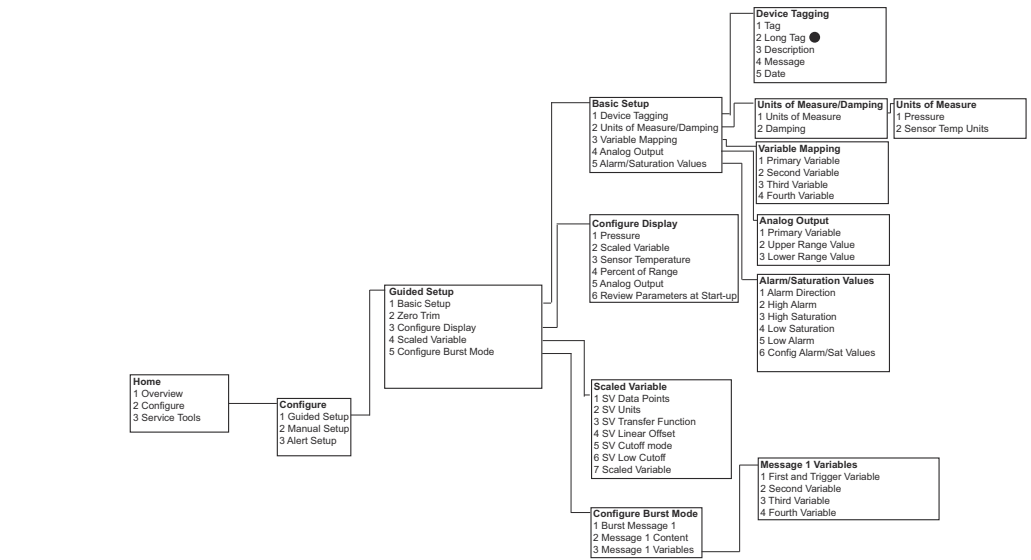 Device Tagging
1 Tag
2 Long Tag
3 Description
4 Message
5 Date
Basic Setup
1 Device Tagging
2 Units of Measure/Damping
3 Variable Mapping
4 Analog Output
5 Alarm/Saturation Values
Units of Measure/Damping
1 Units of Measure
2 Damping
Units of Measure
1 Pressure
2 Sensor Temp Units
Variable Mapping
1 Primary Variable
2 Second Variable
3 Third Variable
4 Fourth Variable
Analog Output
1 Primary Variable
2 Upper Range Value
3 Lower Range Value
Configure Display
1 Pressure
2 Scaled Variable
3 Sensor Temperature
4 Percent of Range
5 Analog Output
6 Review Parameters at Start-up
Alarm/Saturation Values
1 Alarm Direction
2 High Alarm
3 High Saturation
4 Low Saturation
5 Low Alarm
6 Config Alarm/Sat Values
Guided Setup
1 Basic Setup
2 Zero Trim
3 Configure Display
4 Scaled Variable
5 Configure Burst Mode
Home
1 Overview
2 Configure
3 Service Tools
Configure
1 Guided Setup
2 Manual Setup
3 Alert Setup
Scaled Variable
1 SV Data Points
2 SV Units
3 SV Transfer Function
4 SV Linear Offset
5 SV Cutoff mode
6 SV Low Cutoff
7 Scaled Variable
Message 1 Variables
1 First and Trigger Variable
2 Second Variable
3 Third Variable
4 Fourth Variable
Configure Burst Mode
1 Burst Message 1
2 Message 1 Content
3 Message 1 Variables